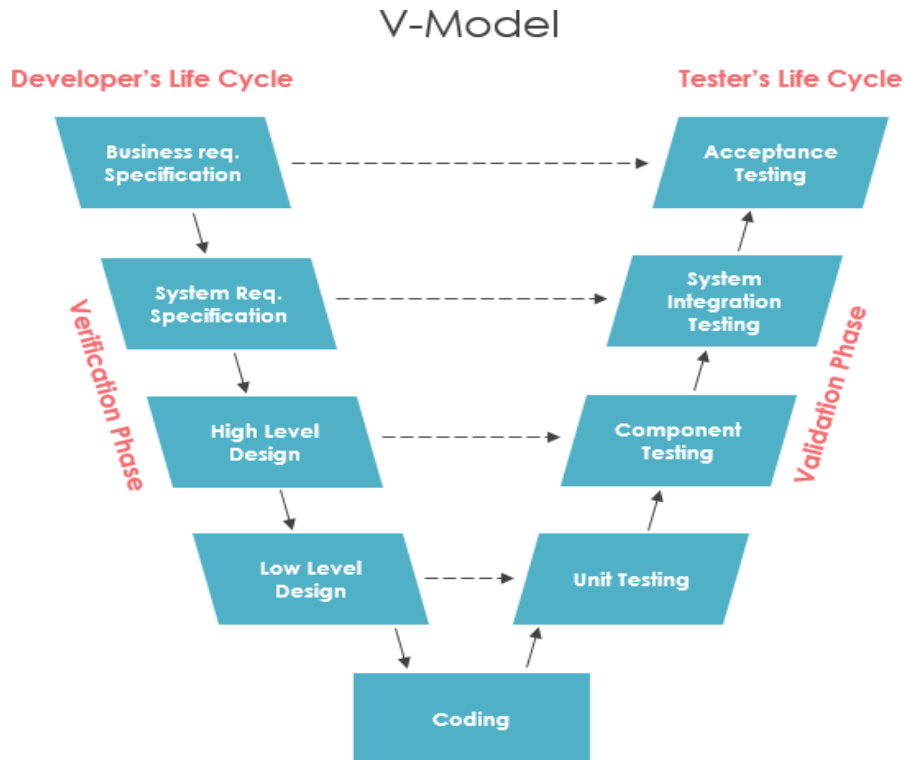 V-Model
Developer's Life Cycle
Tester's Life Cycle
Business req.
Specification
Acceptance
Testing
System Req.
Specification
System
Integration
Testing
Verification Phase
Validation Phase
High Level
Design
Component
Testing
Low Level
Design
Unit Testing
Coding